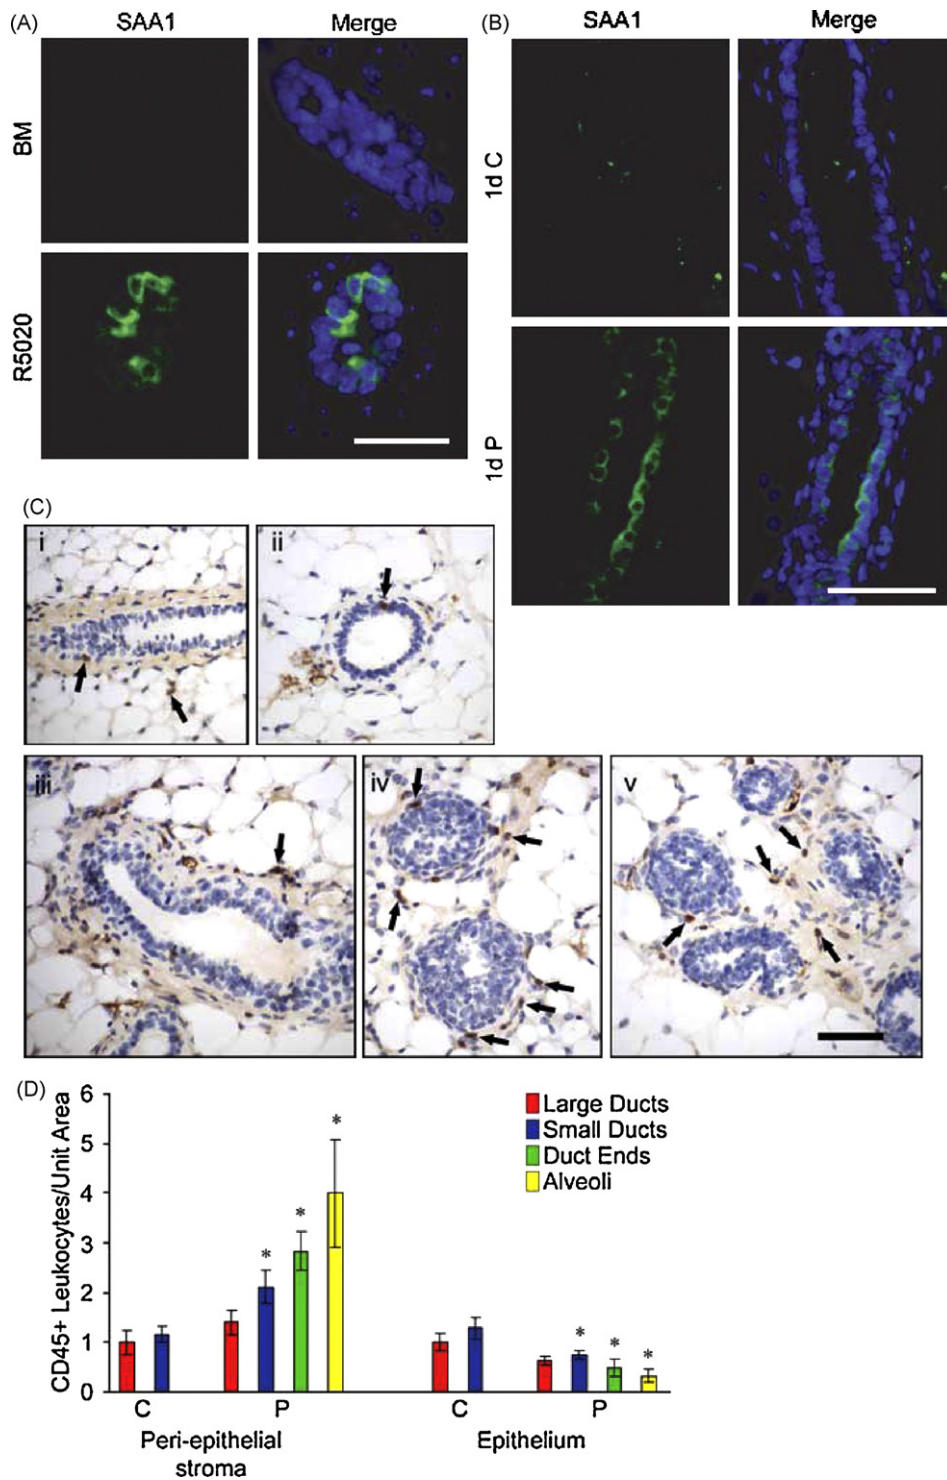 (A)
SAA1
Merge
BM
R5020
(B)
SAA1
Merge
1d C
1d P
(C)
i
ii
iii
iv
v
(D)
CD45+ Leukocytes/Unit Area
6
5
4
3
2
1
0
*
*
*
*
*
*
Large Ducts
Small Ducts
Duct Ends
Alveoli
C
P
C
P
Peri-epithelial
stroma
Epithelium